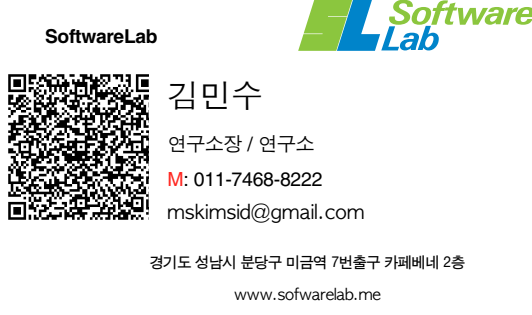 SoftwareLab
SL Software
Lab
김민수
연구소장 / 연구소
M: 011-7468-8222
mskimsid@gmail.com
경기도 성남시 분당구 미금역 7번출구 카페베네 2층
www.sofwarelab.me